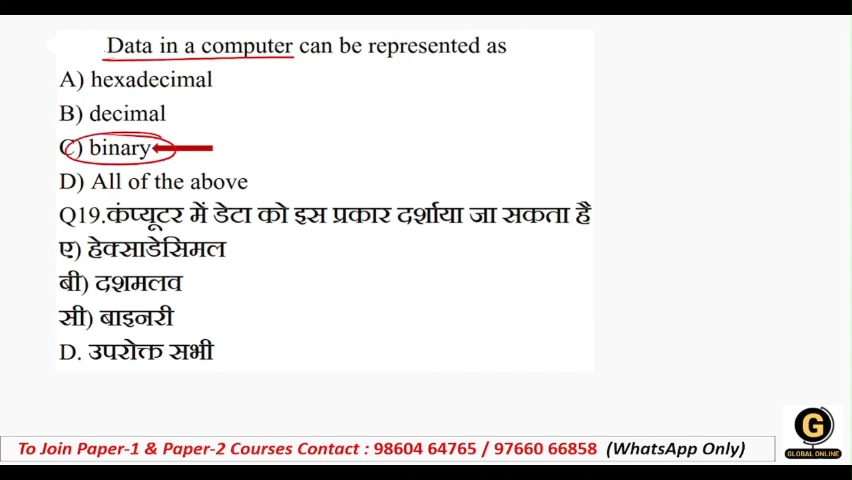 .Data in a computer can be represented as
A) hexadecimal
B) decimal
C) binary
D) All of the above
Q19.कंप्यूटर में डेटा को इस प्रकार दर्शाया जा सकता है
ए) हेक्साडेसिमल
बी) दशमलव
सी) बाइनरी
D. उपरोक्त सभी
G
GLOBAL ONLINE
To Join Paper-1 & Paper-2 Courses Contact : 98604 64765 / 97660 66858 (WhatsApp Only)